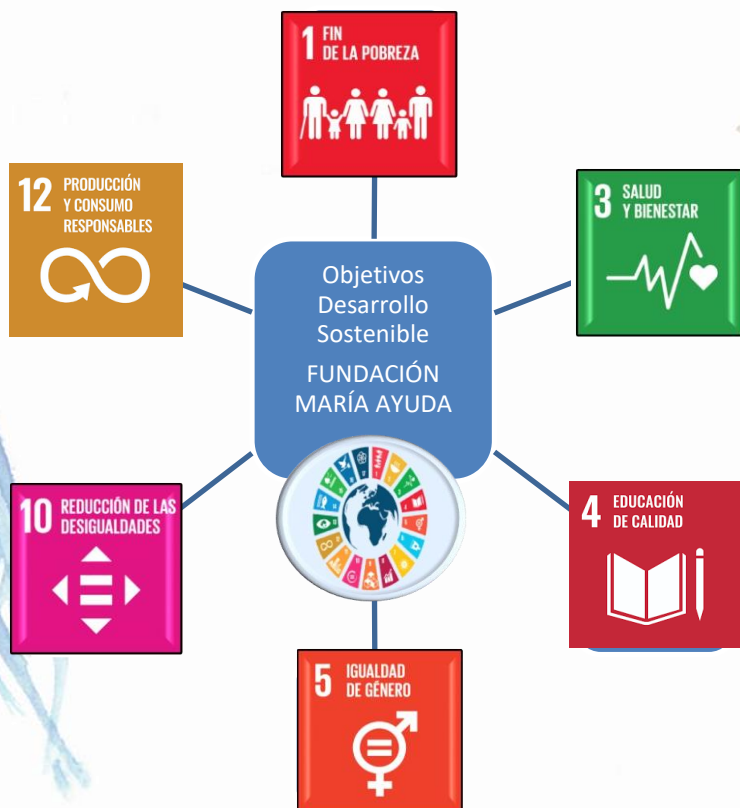 1 FIN
DE LA POBREZA
12 PRODUCCIÓN
Y CONSUMO
RESPONSABLES
3 SALUD
Y BIENESTAR
Objetivos
Desarrollo
Sostenible
FUNDACIÓN
MARÍA AYUDA
10 REDUCCIÓN DE LAS
DESIGUALDADES
4 EDUCACIÓN
DE CALIDAD
5 IGUALDAD
DE GÉNERO